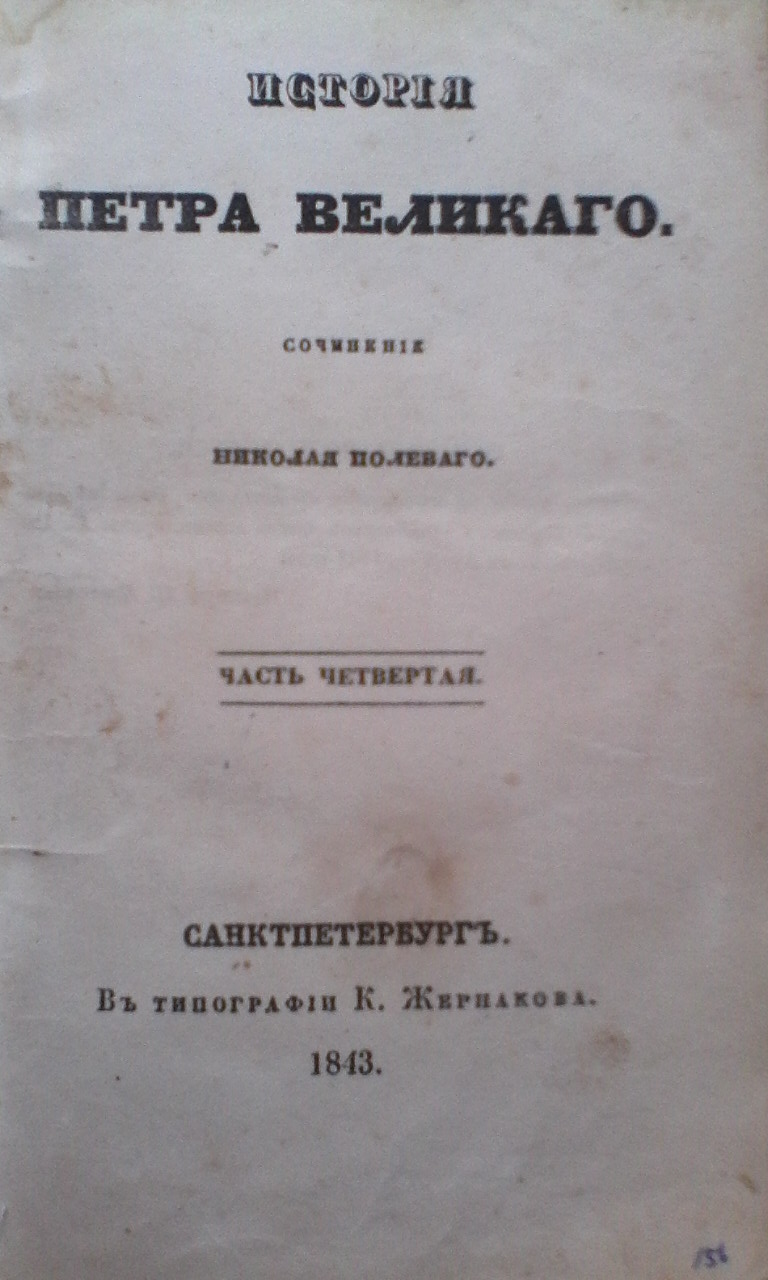 ИСТОРІЯ
ПЕТРА ВЕЛИКАГО.
СОЧИНЕНІЕ
НИКОЛАЯ ПОЛЕВАГО.
ЧАСТЬ ЧЕТВЕРТАЯ.
САНКТПЕТЕРБУРГЪ.
Въ типографіи К. Жернакова.
1843.